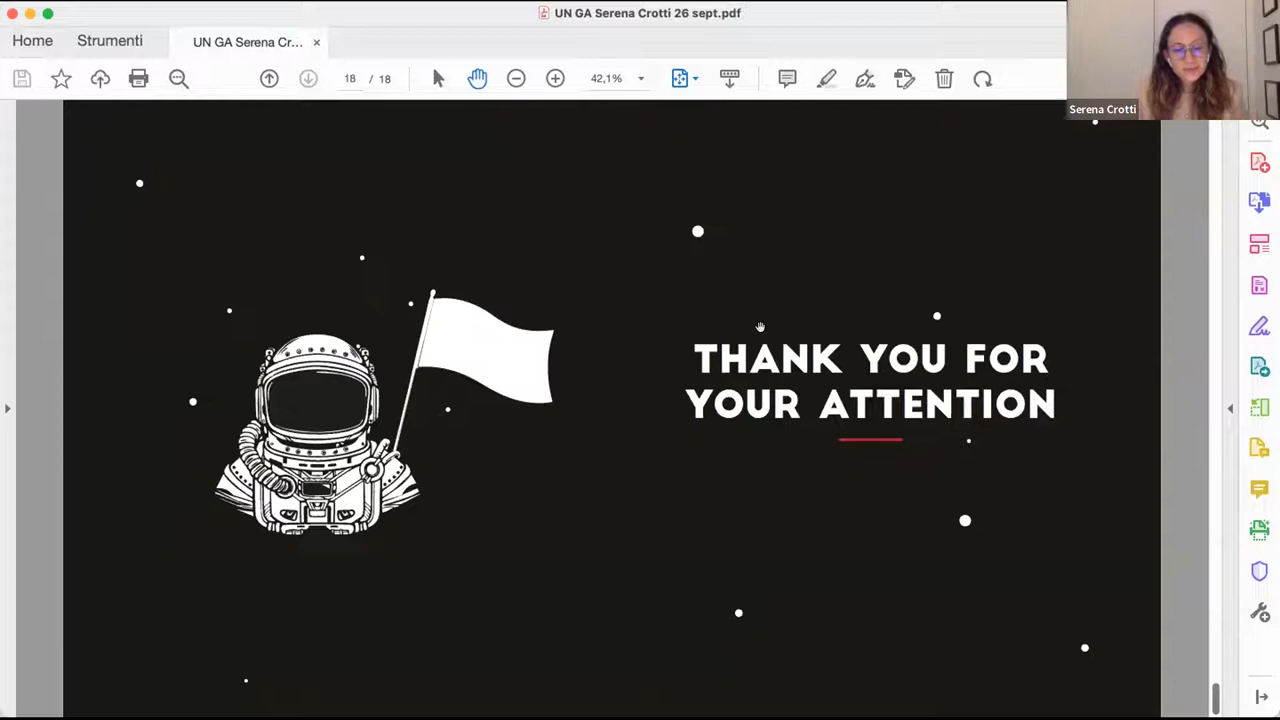 UN GA Serena Crotti 26 sept.pdf
Home
Strumenti
UN GA Serena Cr...
18 / 18
42,1%
Serena Crotti
THANK YOU FOR
YOUR ATTENTION